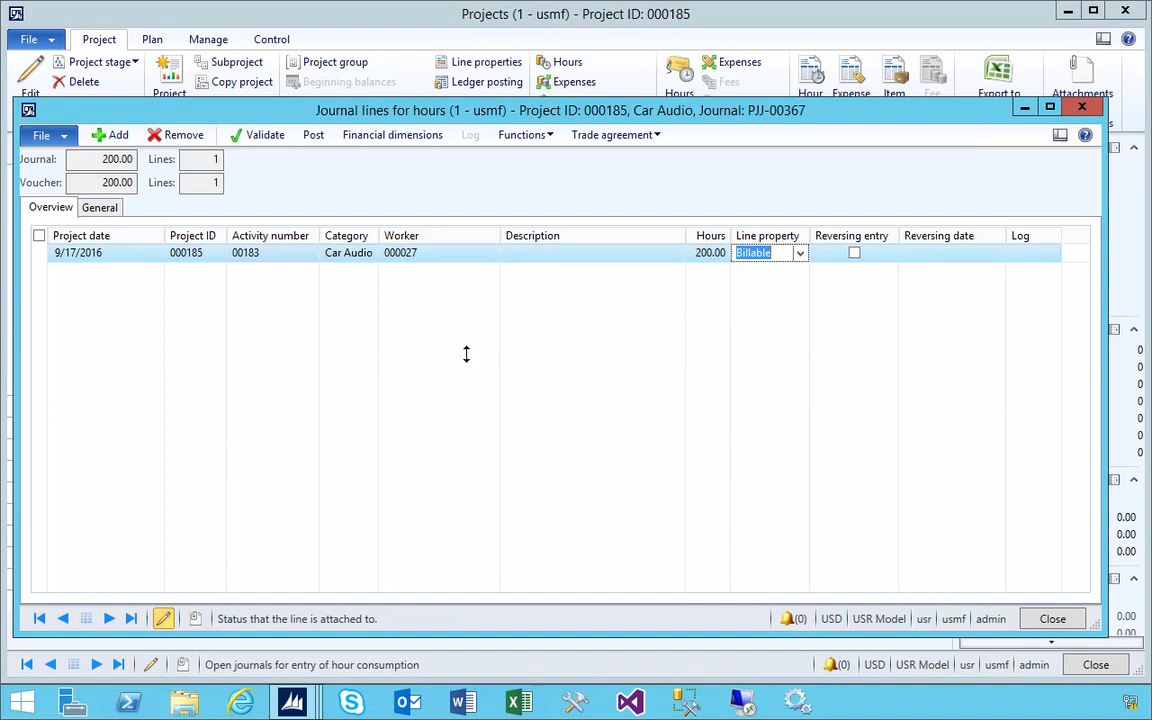 Projects (1 - usmf) - Project ID: 000185
File Project Plan Manage Control
Project stage Subproject Project group Line properties Hours Expenses
Delete Copy project Beginning balances Ledger posting Expenses Fees
Edit Project Hours Hour Expense Item Fee Export to Attachments
Journal lines for hours (1 - usmf) - Project ID: 000185, Car Audio, Journal: PJJ-00367
File Add Remove Validate Post Financial dimensions Log Functions Trade agreement
Journal: 200.00 Lines: 1
Voucher: 200.00 Lines: 1
Overview General
Project date Project ID Activity number Category Worker Description Hours Line property Reversing entry Reversing date Log
9/17/2016 000185 00183 Car Audio 000027 200.00 Billable
0
0
0
0
0
0
0
0.00
0.00
0.00
0.00
0.00
Status that the line is attached to. (0) USD USR Model usr usmf admin Close
Open journals for entry of hour consumption (0) USD USR Model usr usmf admin Close